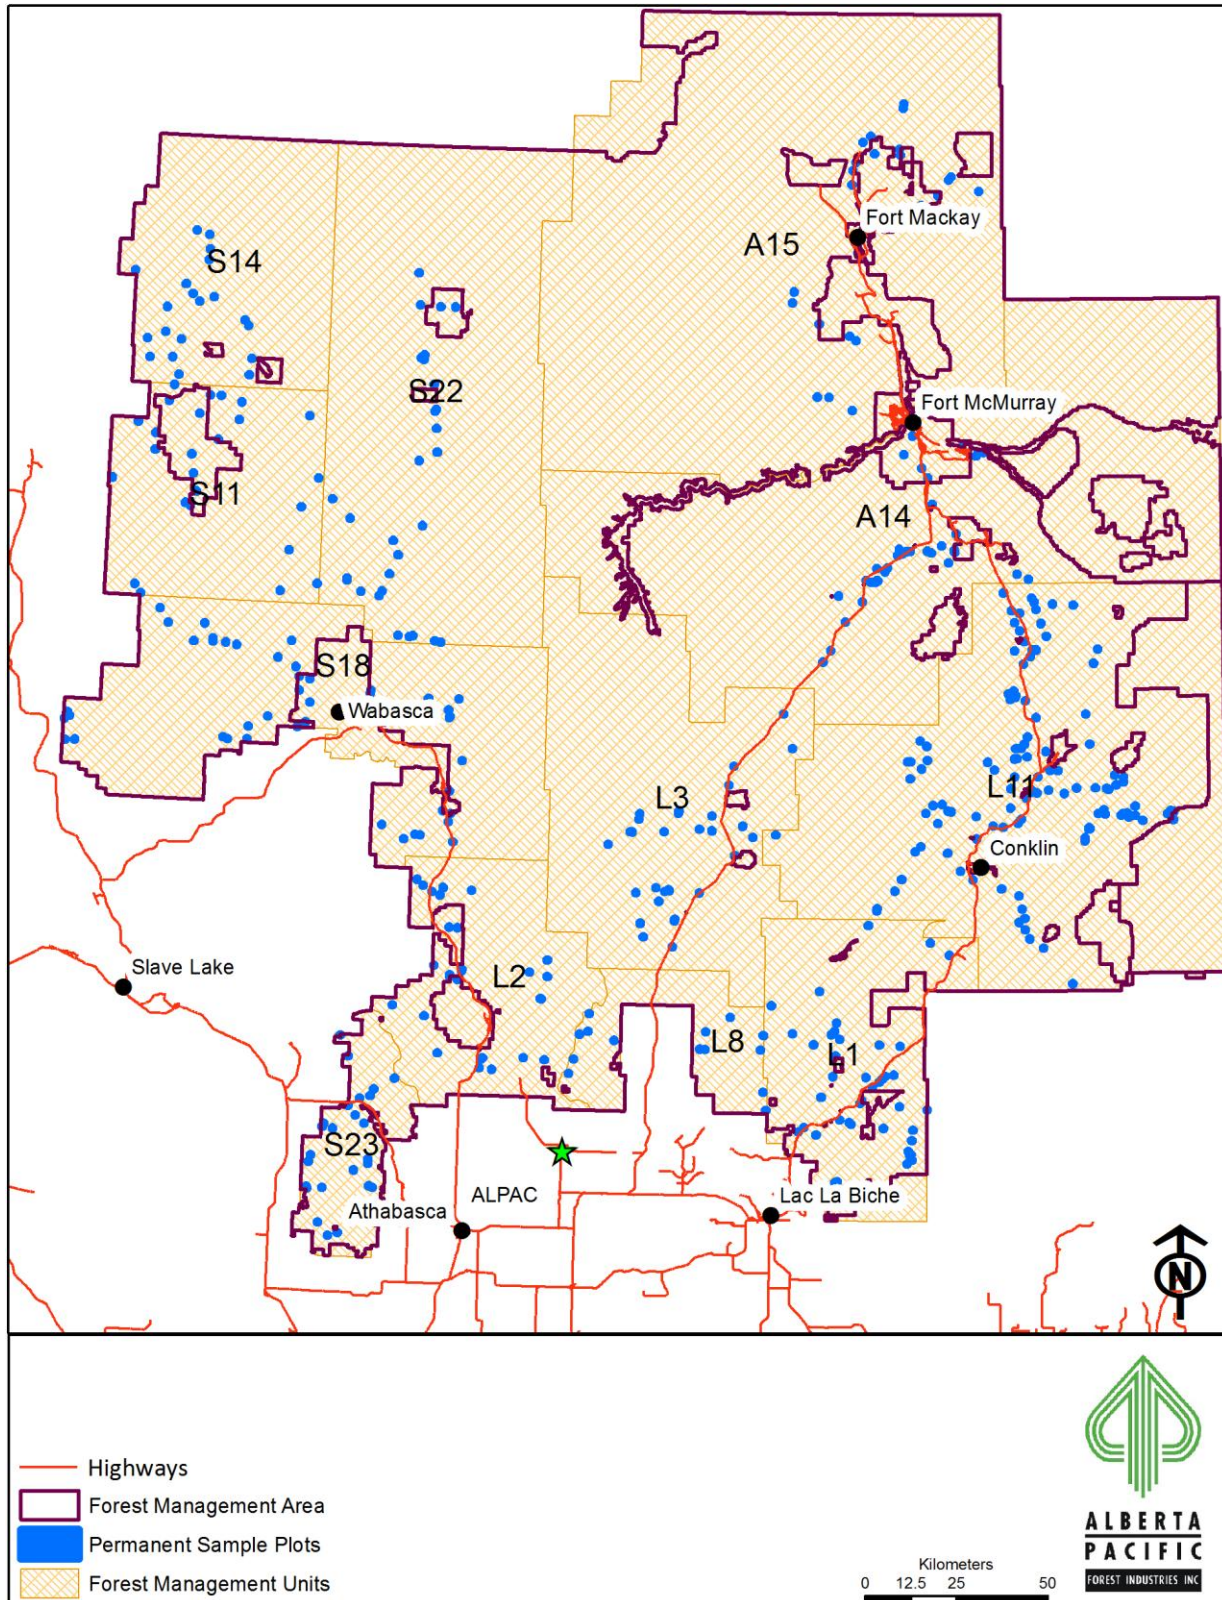 Fort Mackay
A15
S14
S22
Fort McMurray
S11
A14
S18
Wabasca
L3
L11
Conklin
Slave Lake
L2
L8
L1
S23
ALPAC
Lac La Biche
Athabasca
N
Highways
Forest Management Area
Permanent Sample Plots
Forest Management Units
Kilometers
0 12.5 25 50
ALBERTA
PACIFIC
FOREST INDUSTRIES INC